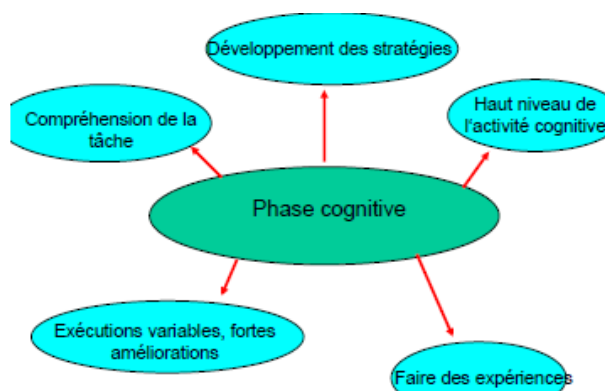 Développement des stratégies
Compréhension de la
tâche
Haut niveau de
l'activité cognitive
Phase cognitive
Exécutions variables, fortes
améliorations
Faire des expériences